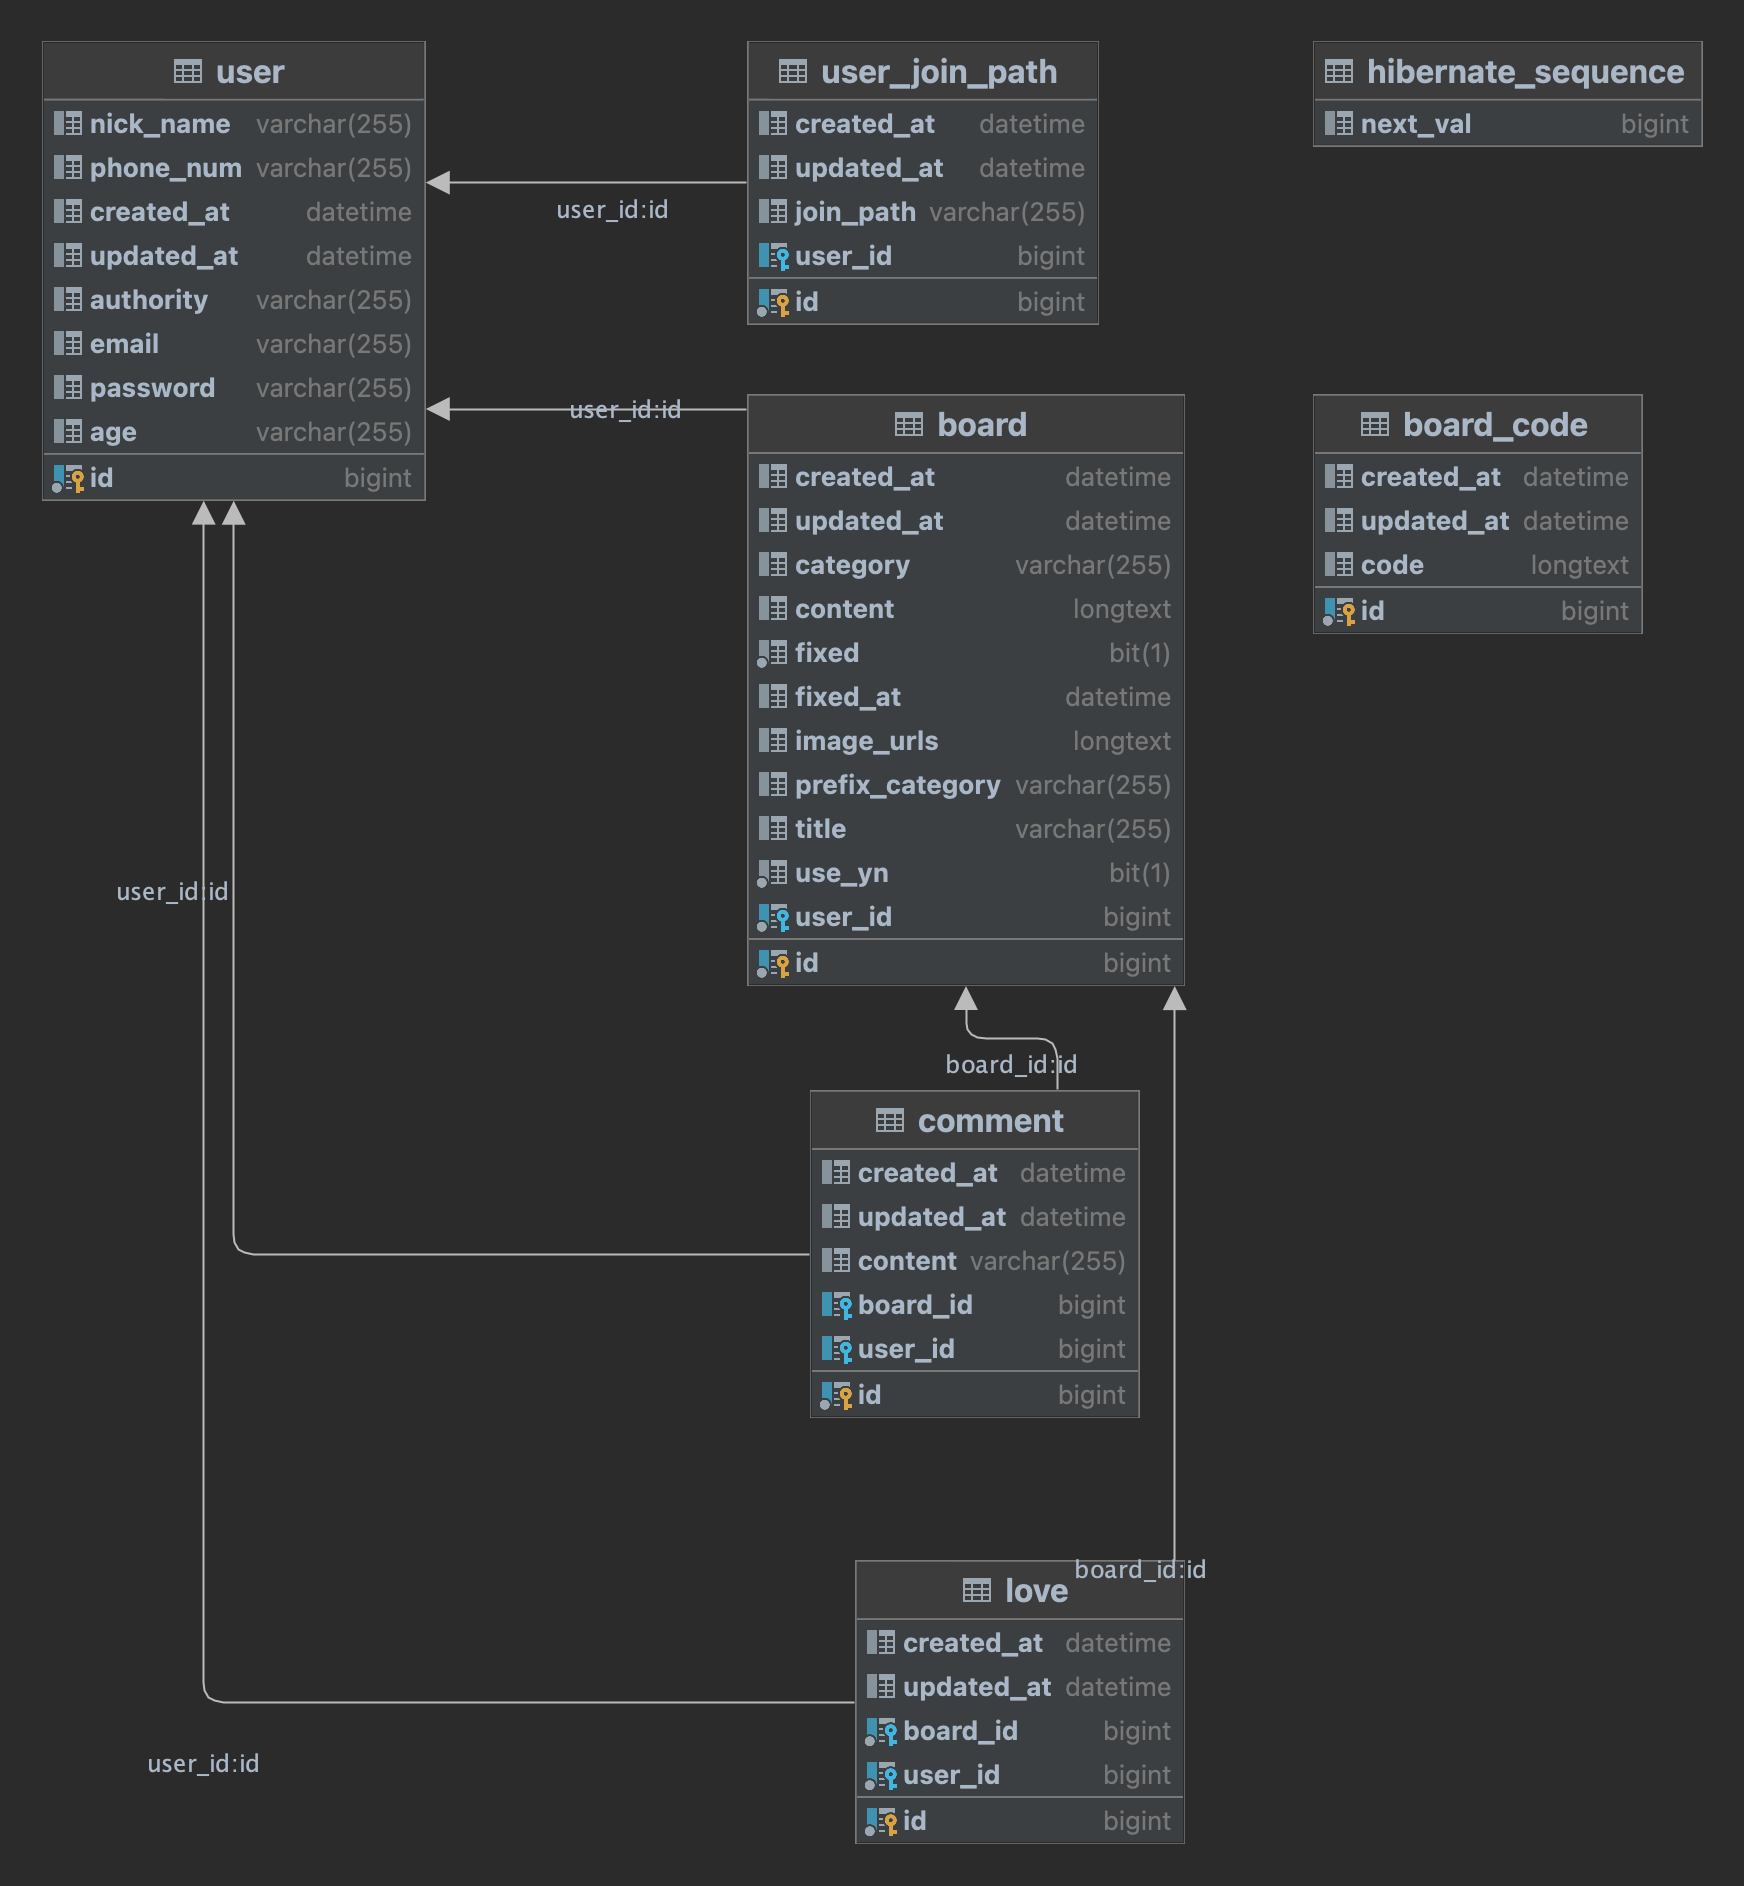 user
nick_name varchar(255)
phone_num varchar(255)
created_at datetime
updated_at datetime
authority varchar(255)
email varchar(255)
password varchar(255)
age varchar(255)
id bigint
user_id:id
user_join_path
created_at datetime
updated_at datetime
join_path varchar(255)
user_id bigint
id bigint
hibernate_sequence
next_val bigint
user_id:id
board
created_at datetime
updated_at datetime
category varchar(255)
content longtext
fixed bit(1)
fixed_at datetime
image_urls longtext
prefix_category varchar(255)
title varchar(255)
use_yn bit(1)
user_id bigint
id bigint
board_code
created_at datetime
updated_at datetime
code longtext
id bigint
user_id:id
board_id:id
comment
created_at datetime
updated_at datetime
content varchar(255)
board_id bigint
user_id bigint
id bigint
board_id:id
love
created_at datetime
updated_at datetime
board_id bigint
user_id bigint
id bigint
user_id:id